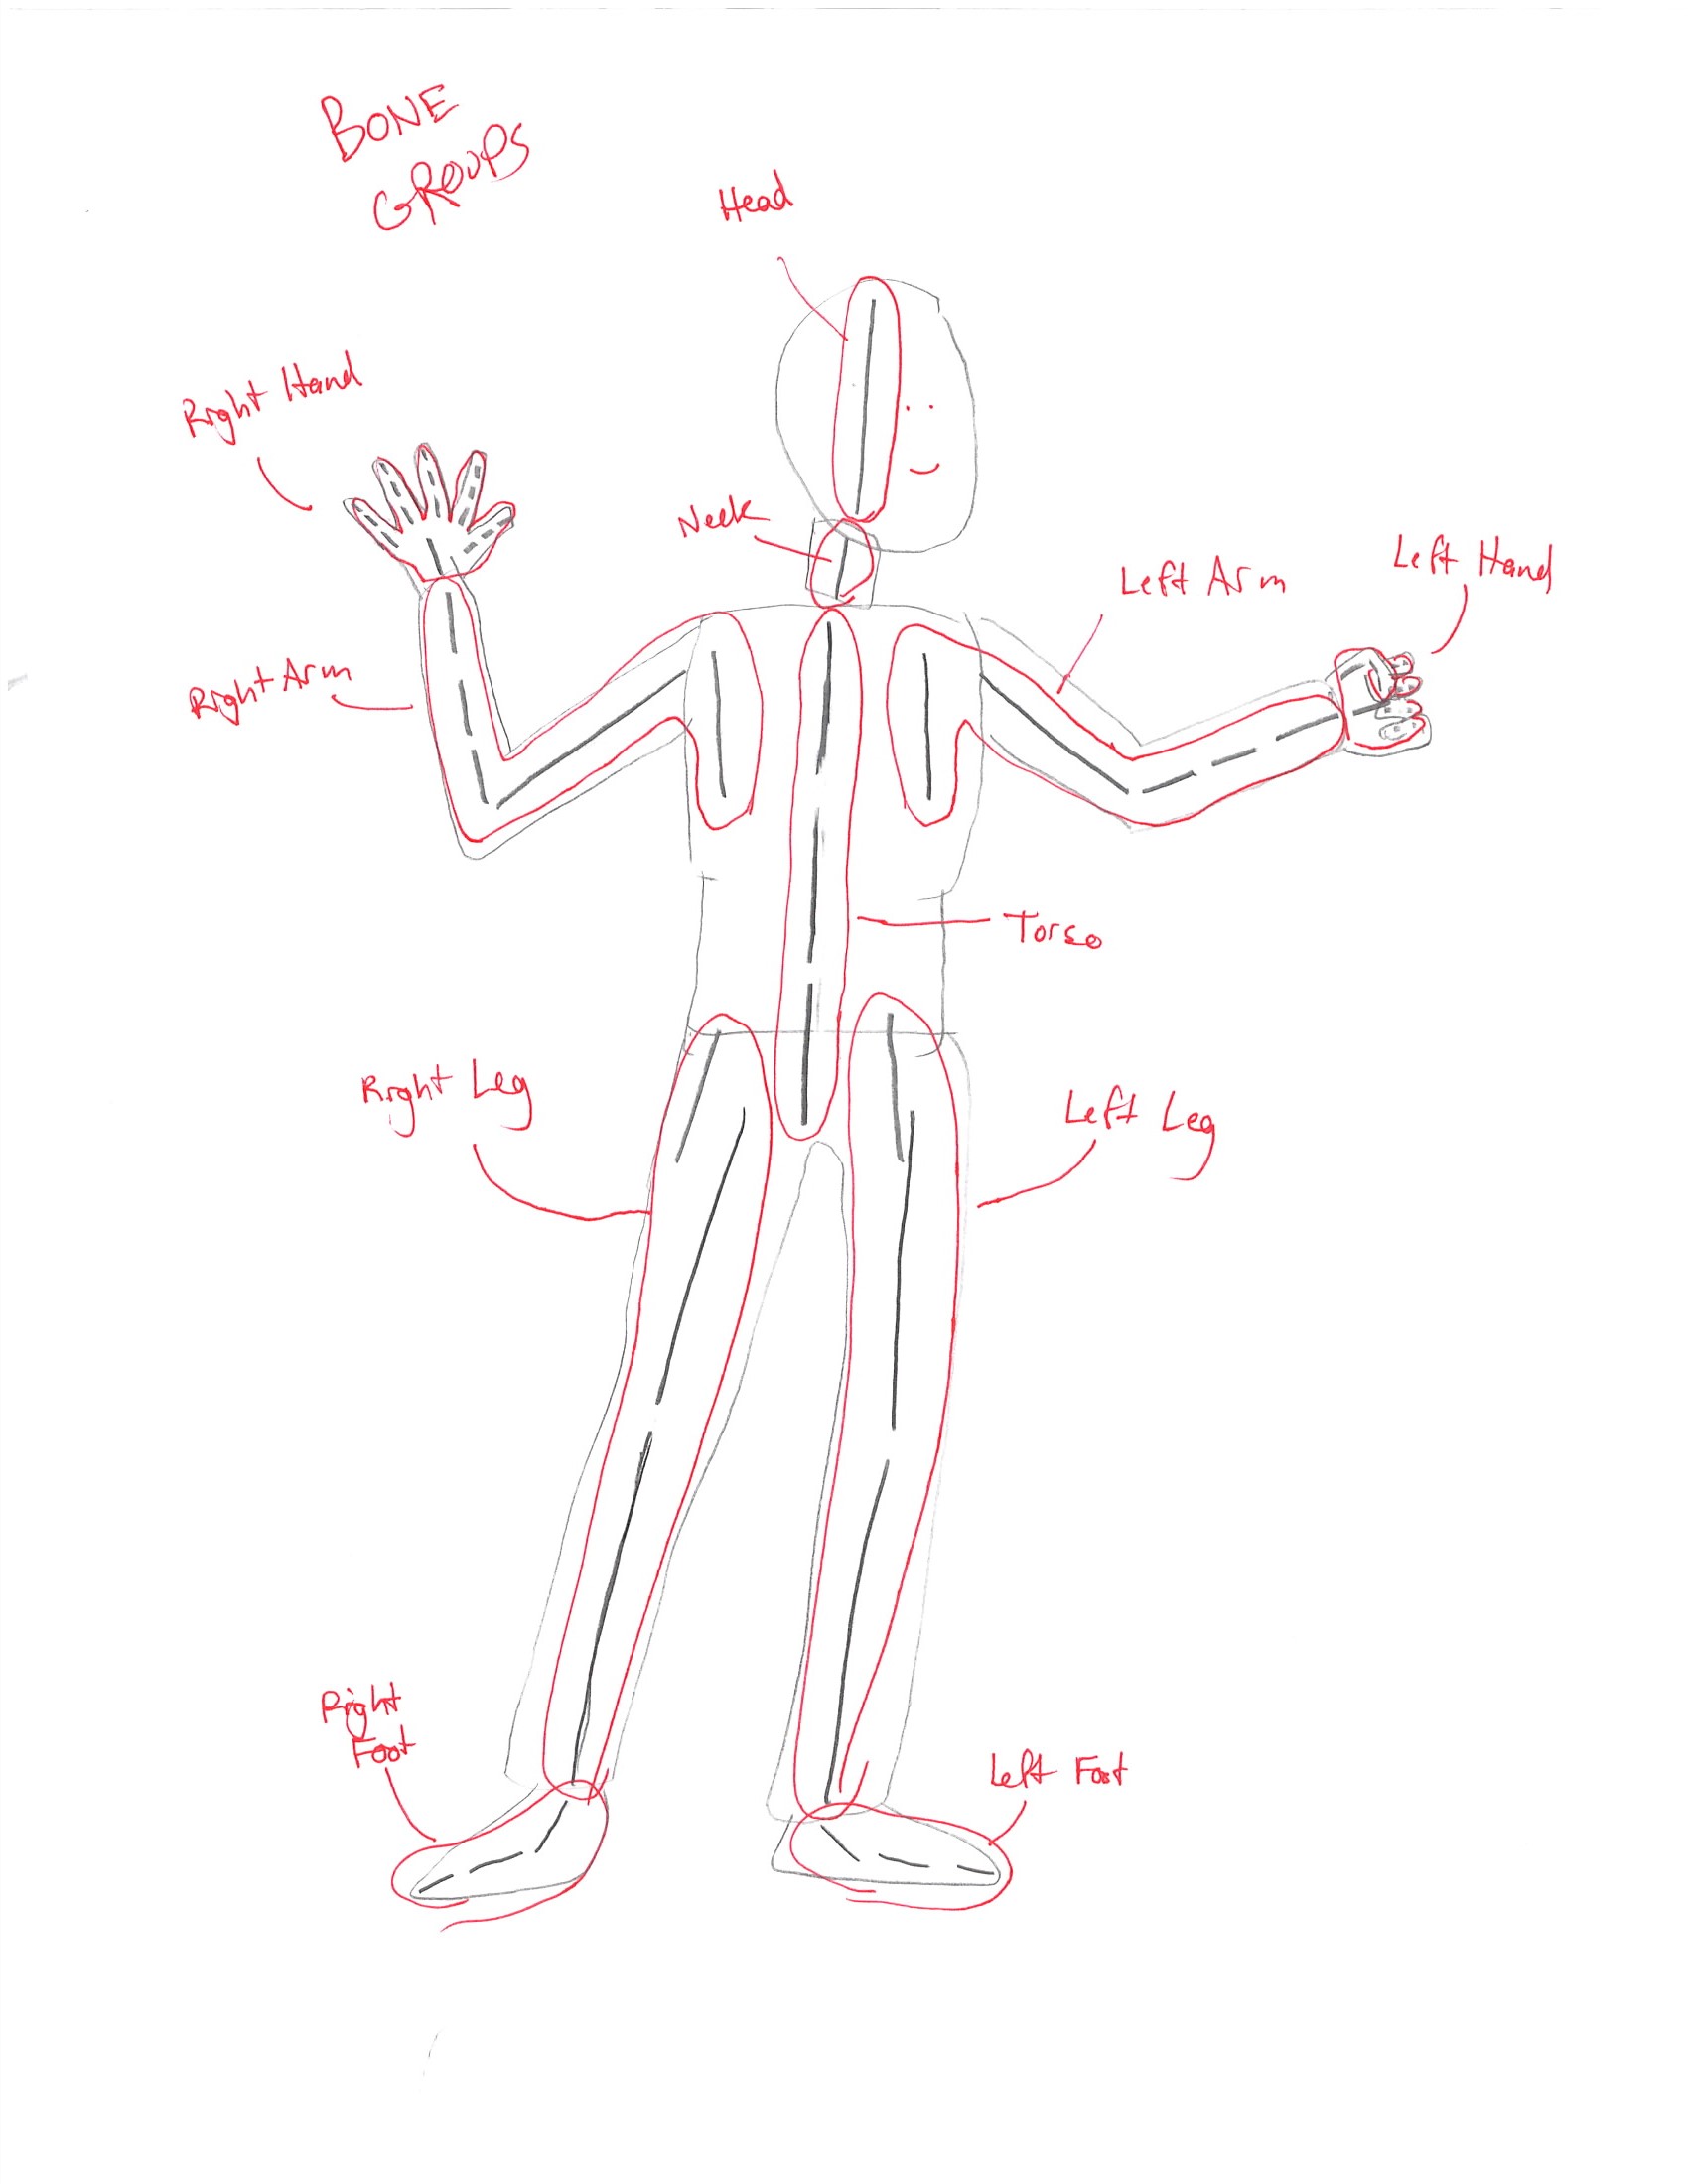 BONE
GROUPS
Head
Right Hand
Neck
Left Arm
Left Hand
Right Arm
Torso
Right Leg
Left Leg
Right
Foot
Left Foot